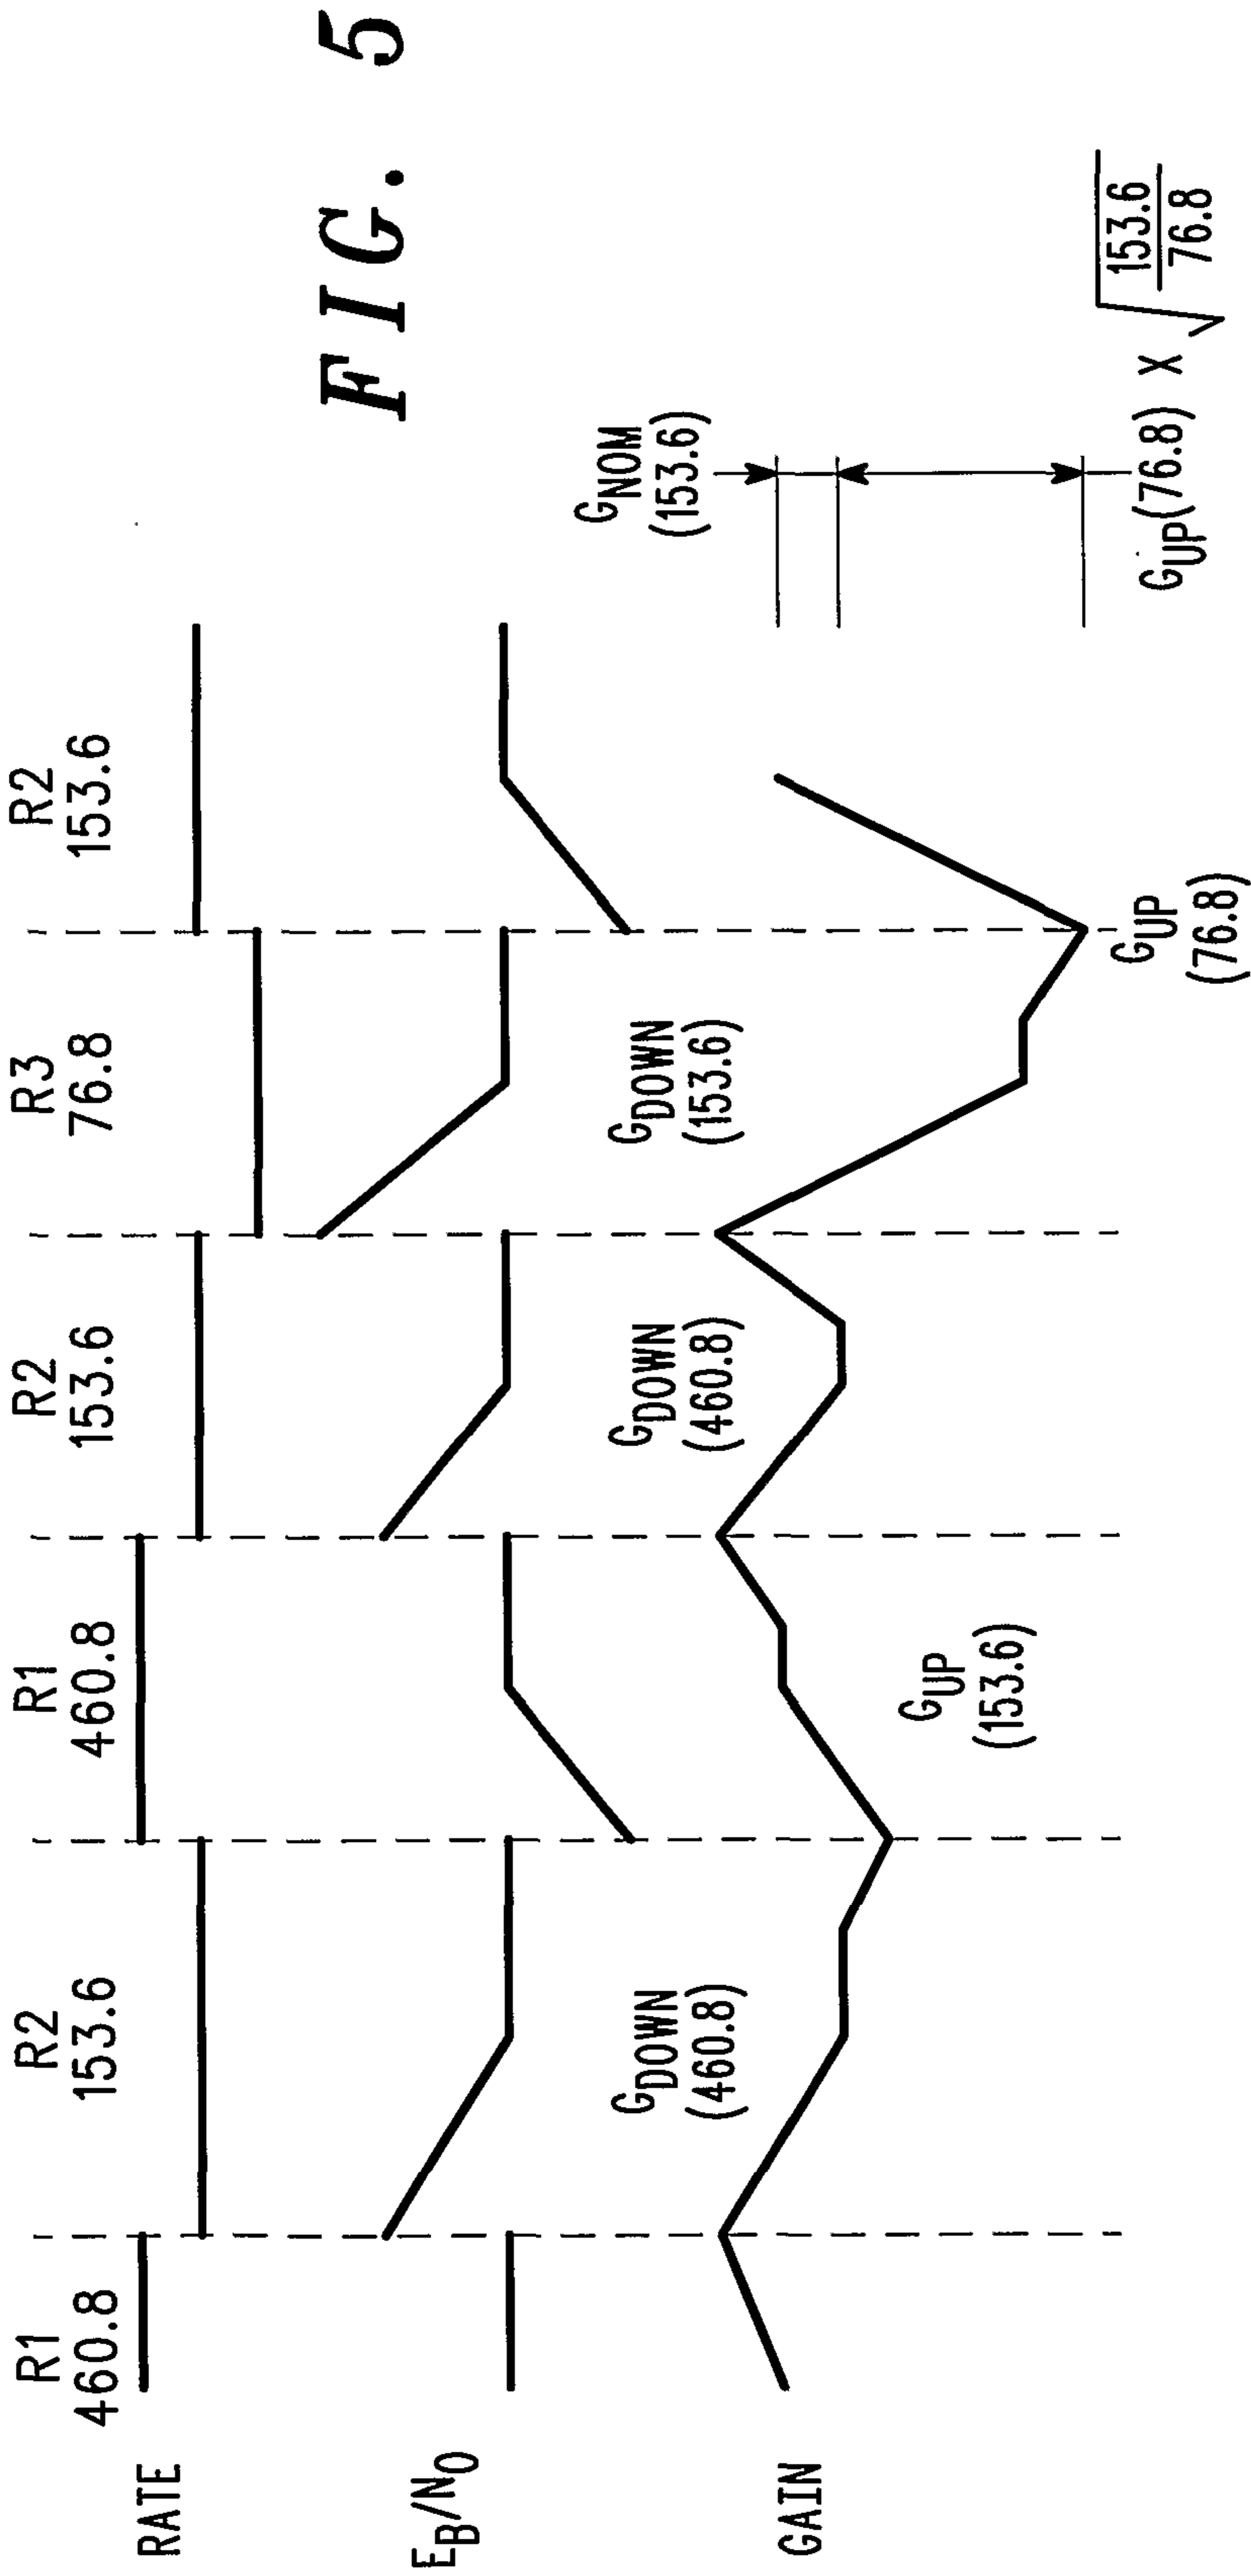 FIG. 5
R1
460.8
R2
153.6
R1
460.8
R2
153.6
R3
76.8
R2
153.6
RATE
E_B/N_0
GAIN
G_DOWN
(460.8)
G_UP
(153.6)
G_DOWN
(460.8)
G_DOWN
(153.6)
G_UP
(76.8)
G_NOM
(153.6)
G_UP(76.8) X √153.6/76.8